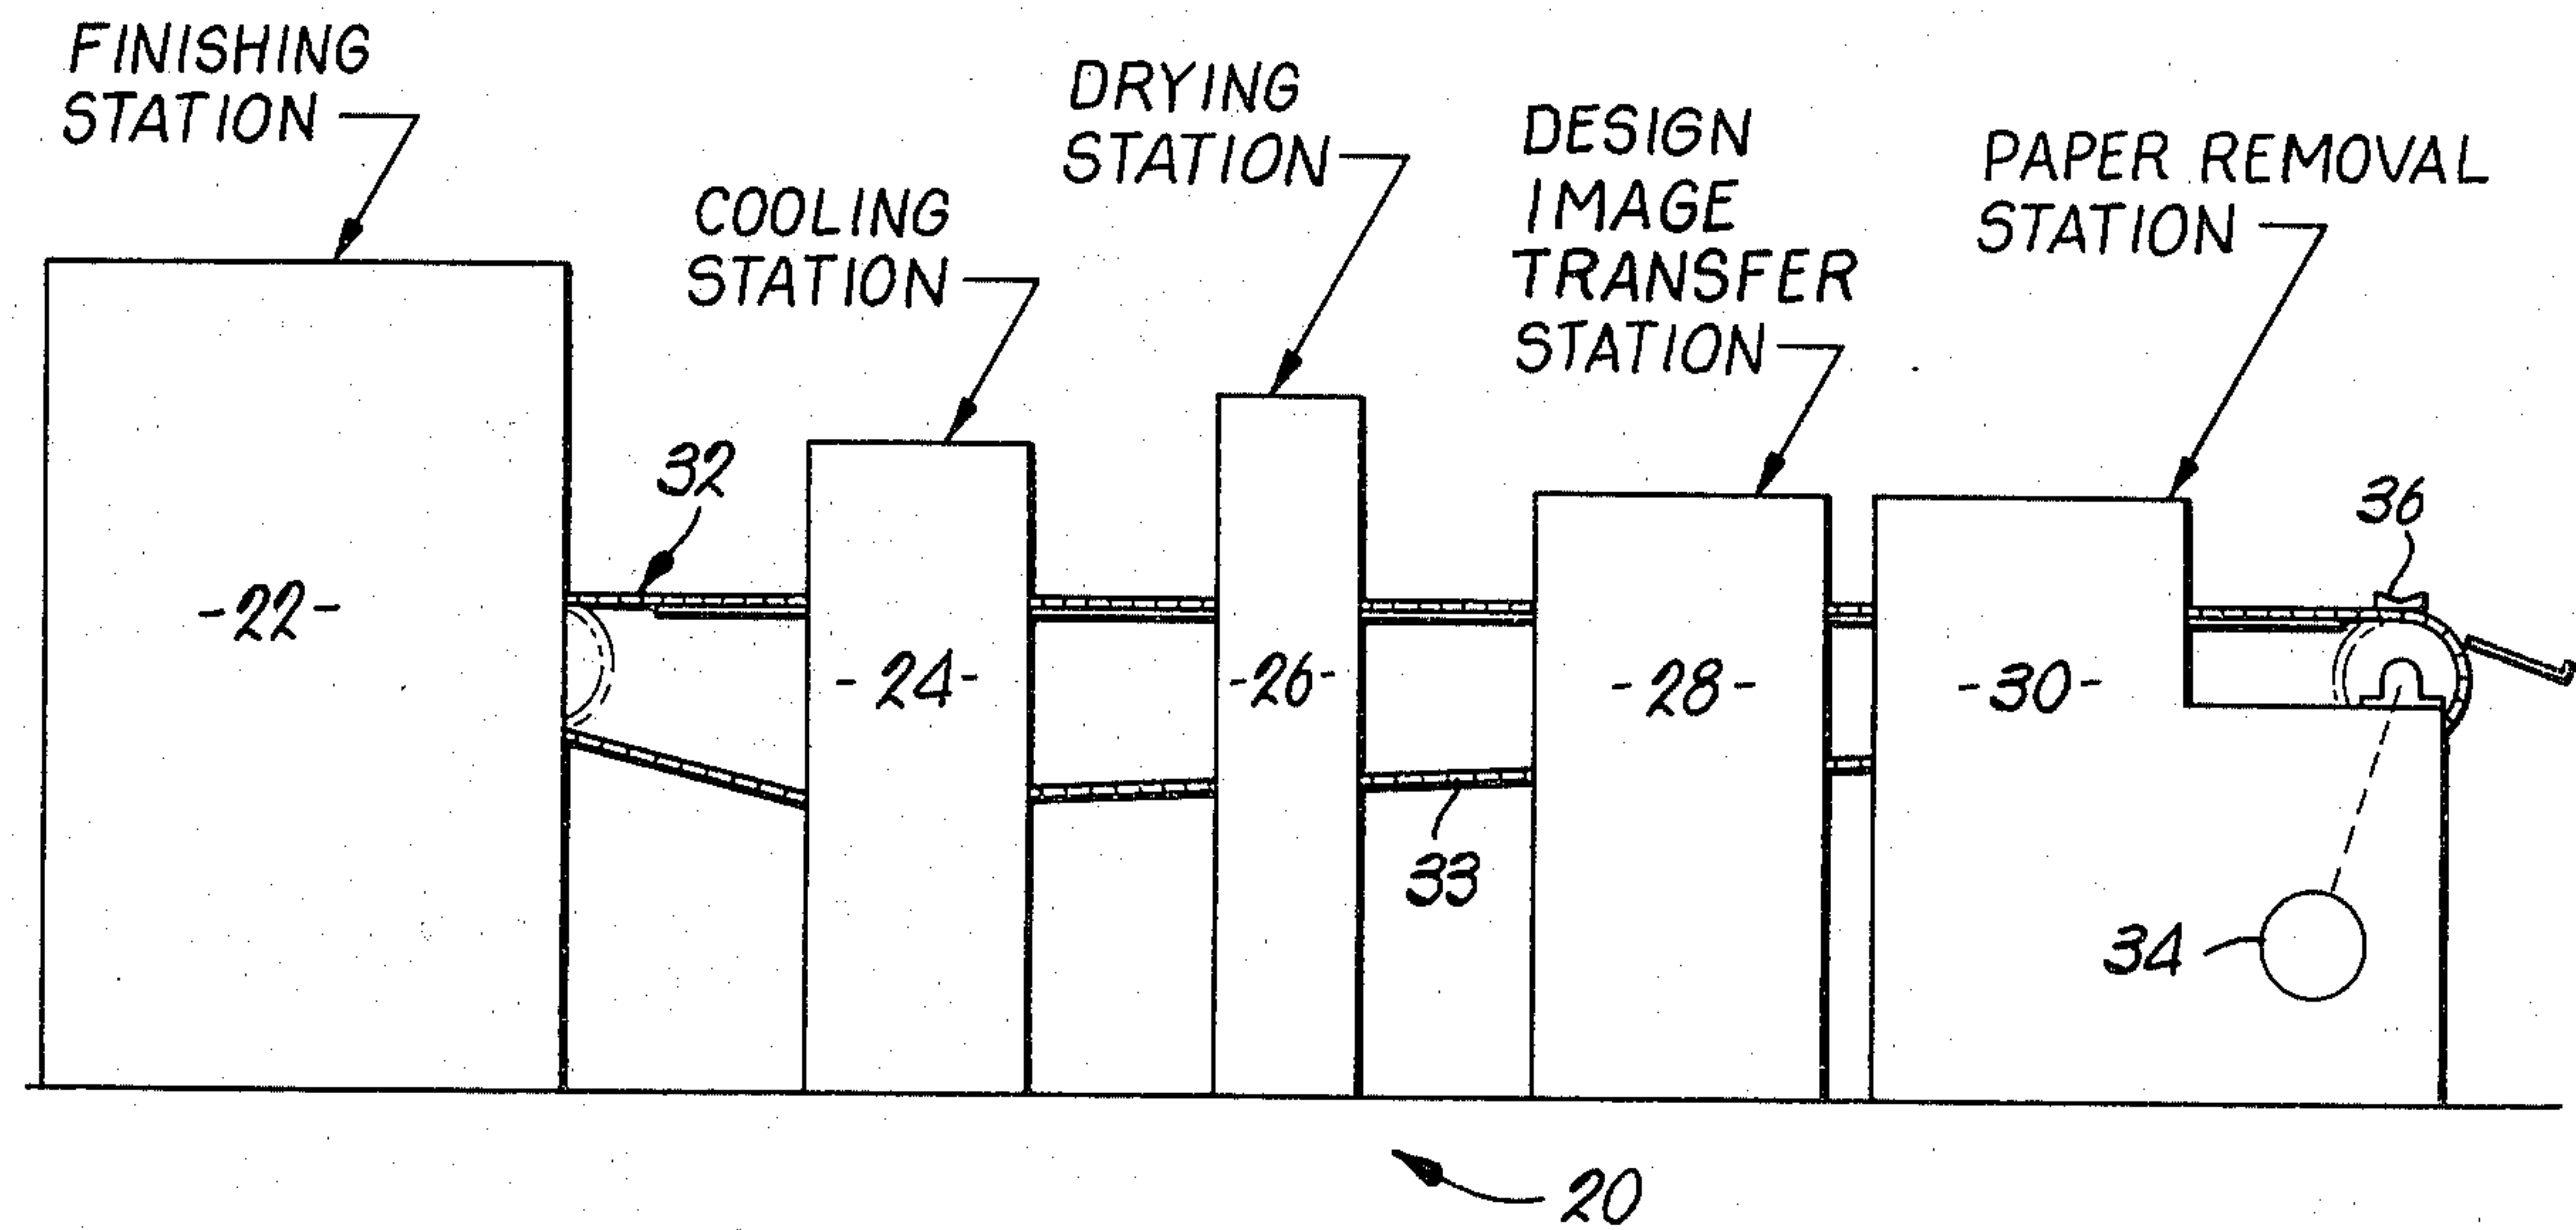 FINISHING
STATION
COOLING
STATION
DRYING
STATION
DESIGN
IMAGE
TRANSFER
STATION
PAPER REMOVAL
STATION
32
36
-22-
-24-
-26-
-28-
-30-
33
34
20